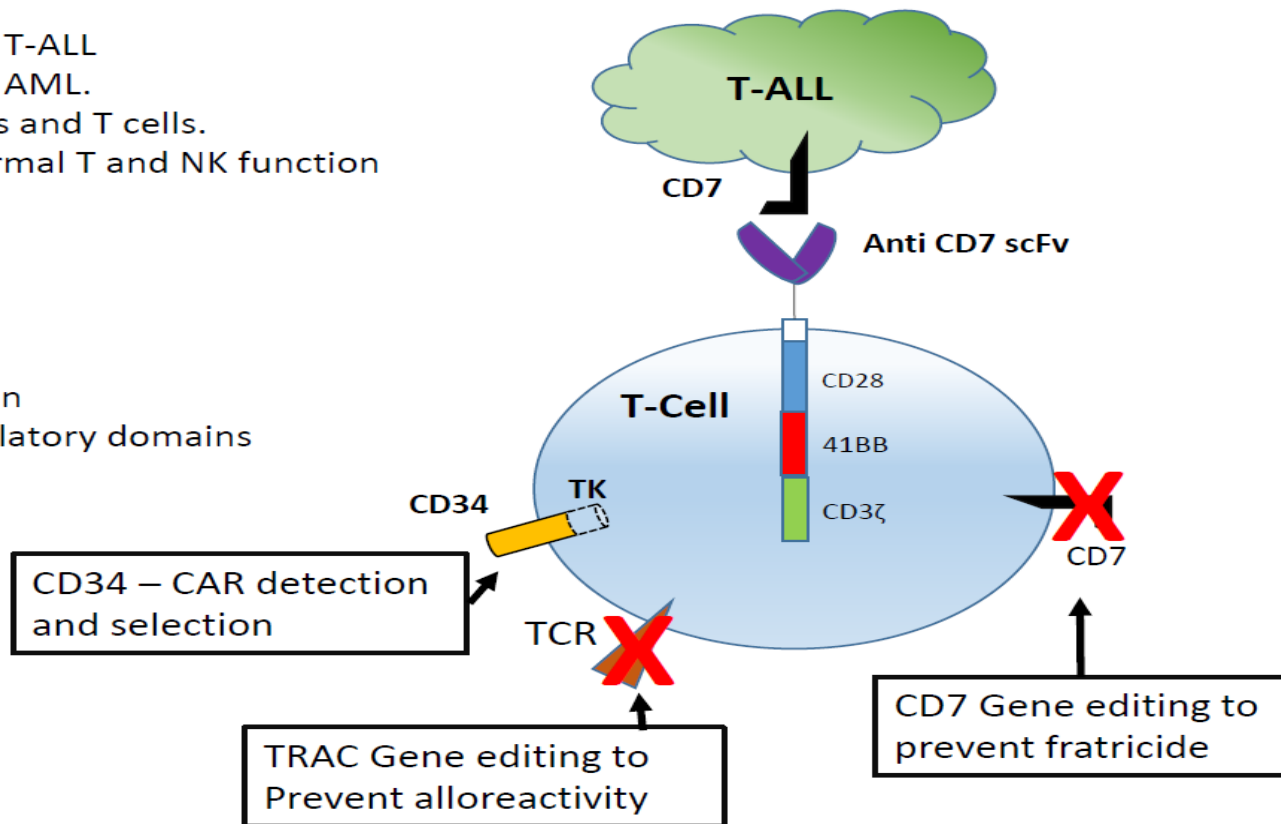 T-ALL
AML.
s and T cells.
rmal T and NK function
n
latory domains
T-ALL
CD7
Anti CD7 scFv
T-Cell
CD28
41BB
CD3ζ
CD34
TK
CD7
TCR
CD34 – CAR detection
and selection
TRAC Gene editing to
Prevent alloreactivity
CD7 Gene editing to
prevent fratricide